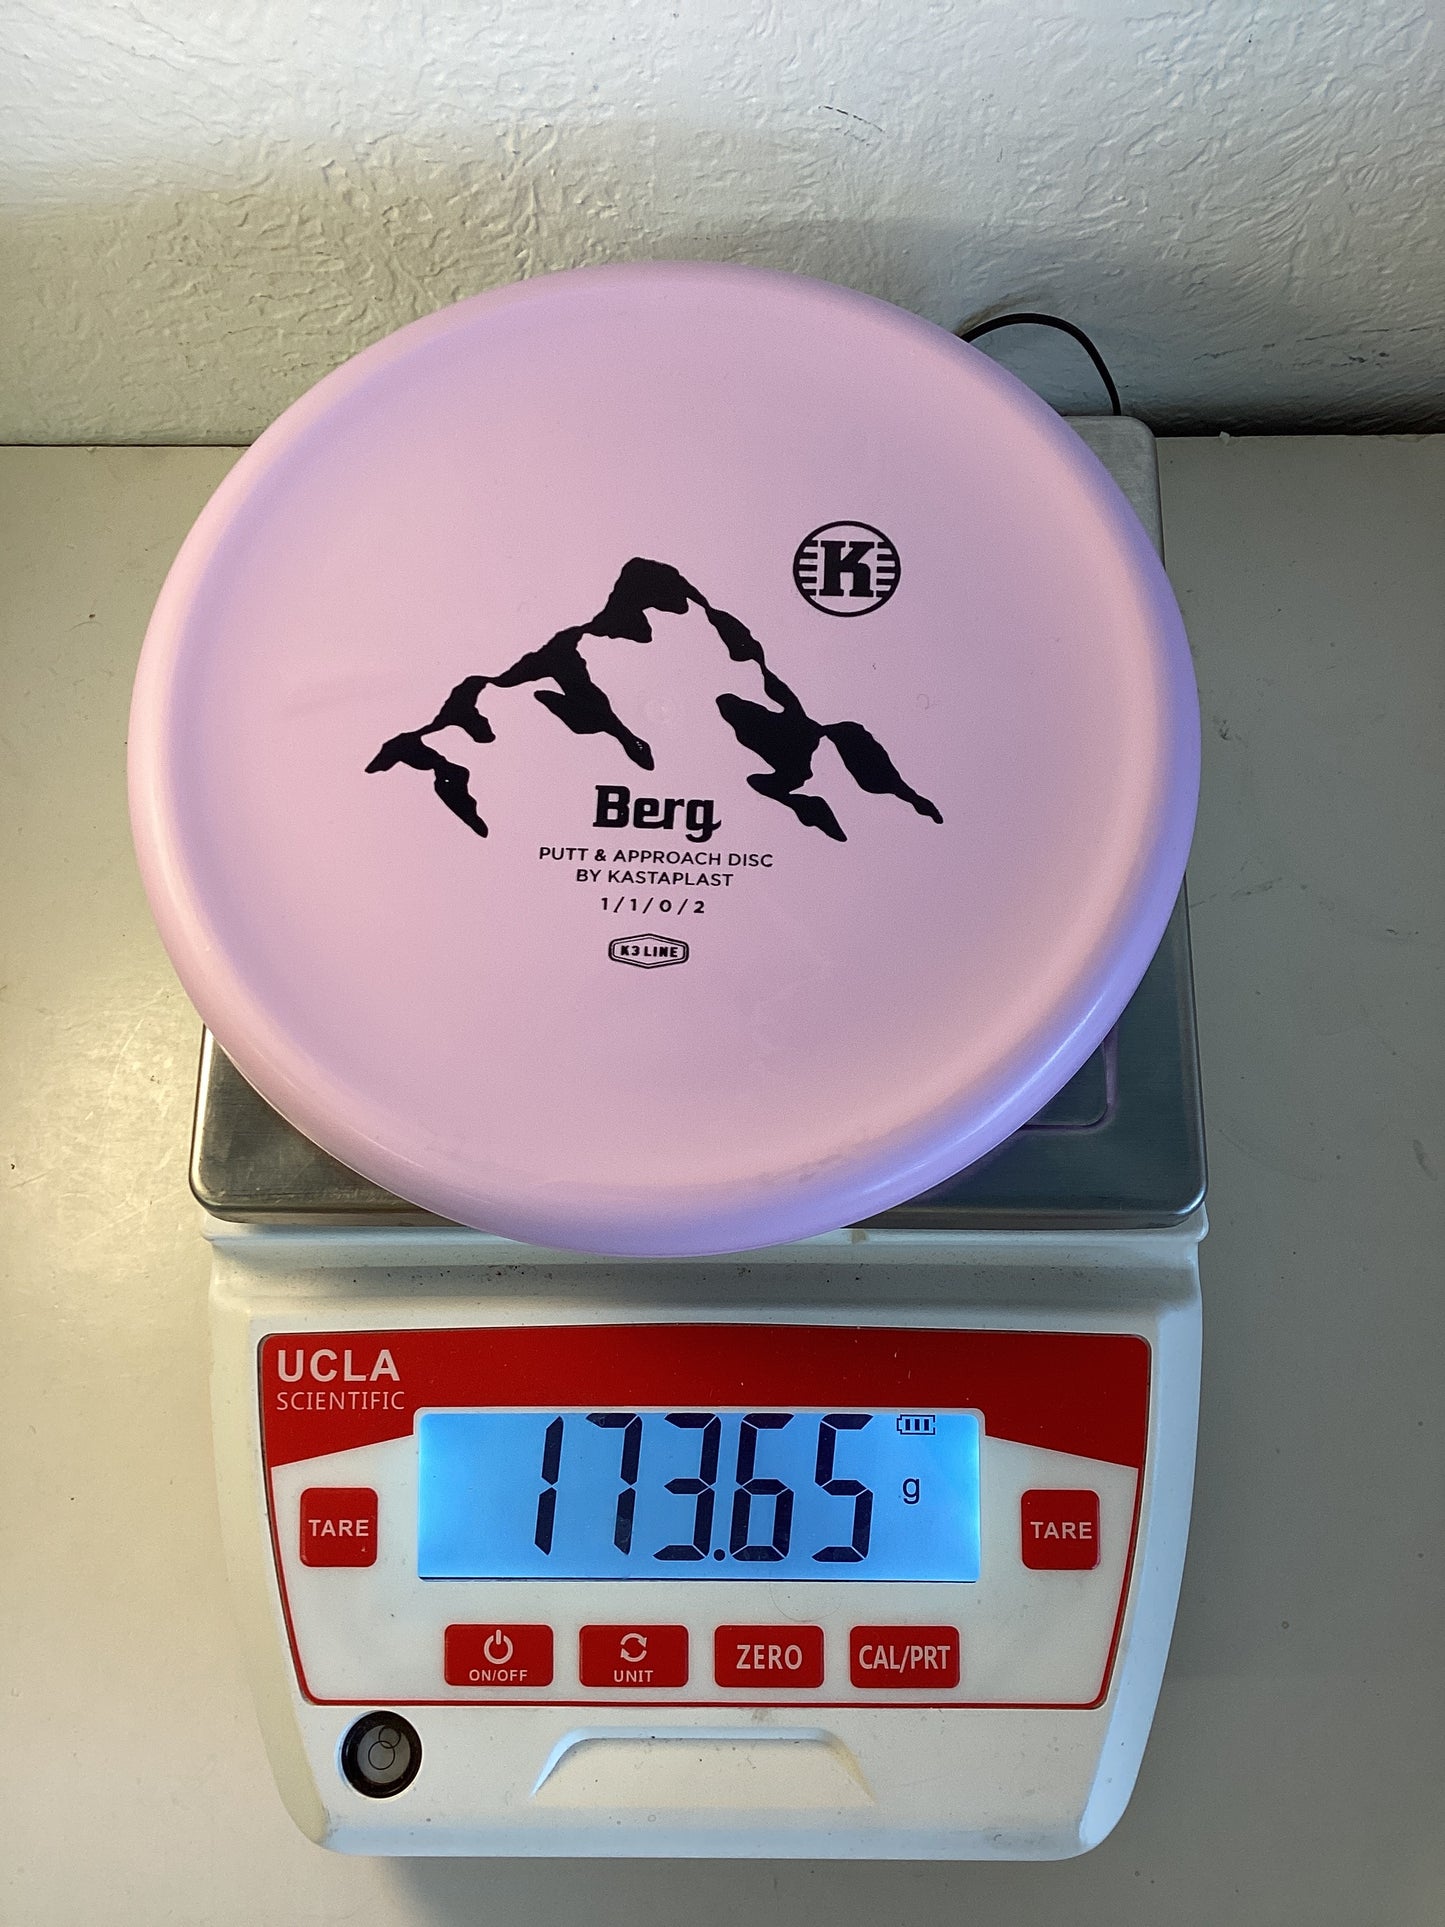 K
Berg
PUTT & APPROACH DISC
BY KASTAPLAST
1/1/0/2
K3 LINE
UCLA
SCIENTIFIC
173.65 g
TARE
TARE
ON/OFF
UNIT
ZERO
CAL/PRT